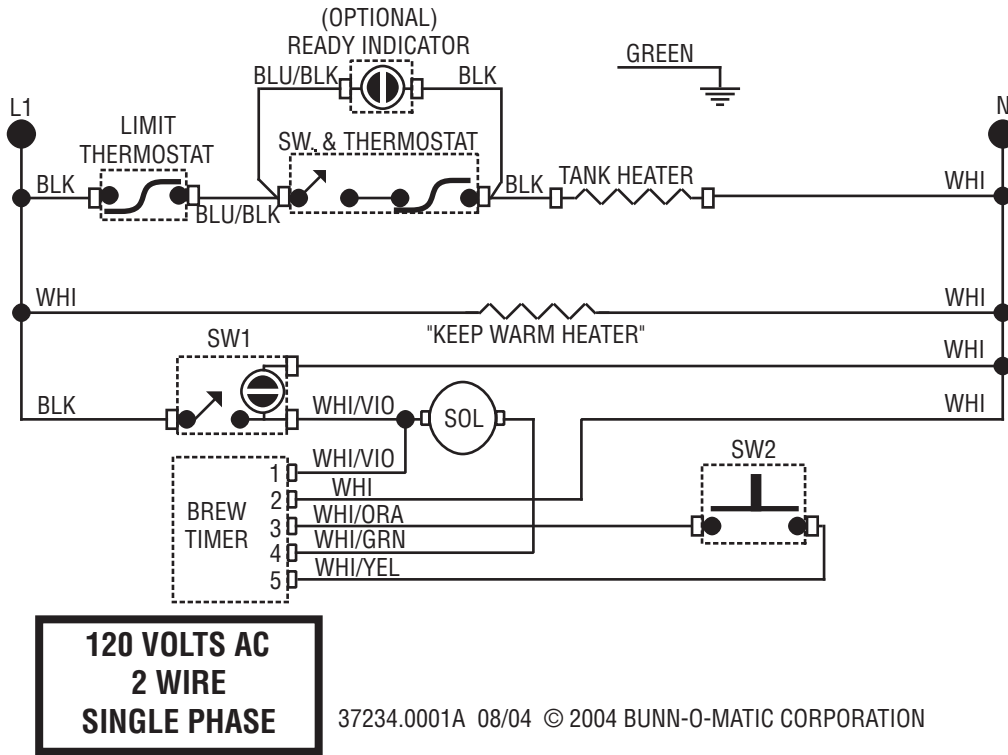 (OPTIONAL)
READY INDICATOR
GREEN
BLU/BLK
BLK
L1
N
LIMIT
THERMOSTAT
SW. & THERMOSTAT
BLK
BLU/BLK
BLK
TANK HEATER
WHI
WHI
WHI
"KEEP WARM HEATER"
SW1
WHI
BLK
WHI/VIO
SOL
WHI
SW2
BREW
TIMER
1
WHI/VIO
2
WHI
3
WHI/ORA
4
WHI/GRN
5
WHI/YEL
120 VOLTS AC
2 WIRE
SINGLE PHASE
37234.0001A 08/04 © 2004 BUNN-O-MATIC CORPORATION